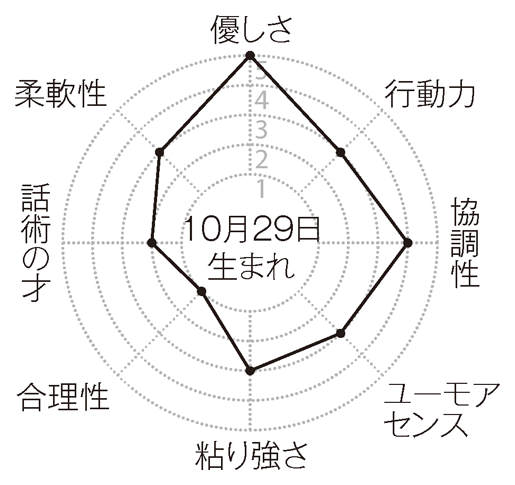 優しさ
柔軟性
行動力
5
4
3
2
1
話術の才
10月29日
生まれ
協調性
合理性
ユーモア
センス
粘り強さ